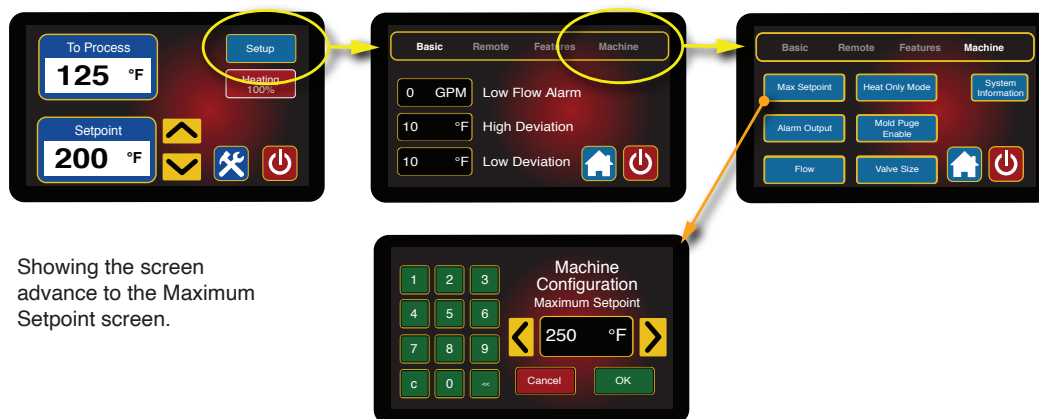 To Process
125 °F
Setup
Heating
100%
Setpoint
200 °F
Basic Remote Features Machine
0 GPM Low Flow Alarm
10 °F High Deviation
10 °F Low Deviation
Basic Remote Features Machine
Max Setpoint Heat Only Mode System
Information
Alarm Output Mold Puge
Enable
Flow Valve Size
Showing the screen
advance to the Maximum
Setpoint screen.
1 2 3
4 5 6
7 8 9
c 0 <<
Machine
Configuration
Maximum Setpoint
250 °F
Cancel OK